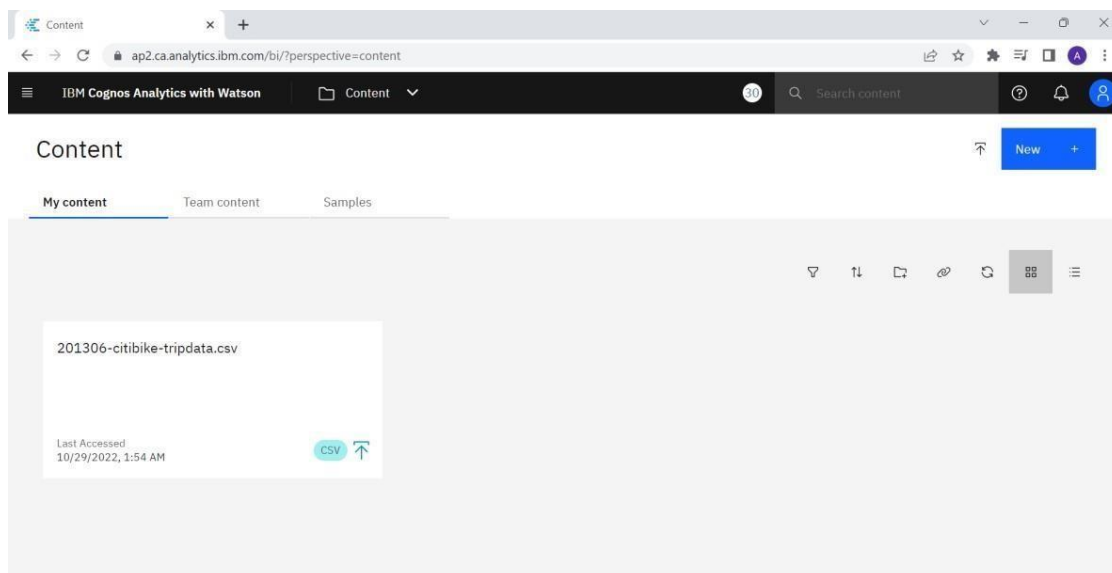 Content
ap2.ca.analytics.ibm.com/bi/?perspective=content
A
IBM Cognos Analytics with Watson Content 30 Search content
Content New +
My content Team content Samples
201306-citibike-tripdata.csv
Last Accessed
10/29/2022, 1:54 AM CSV